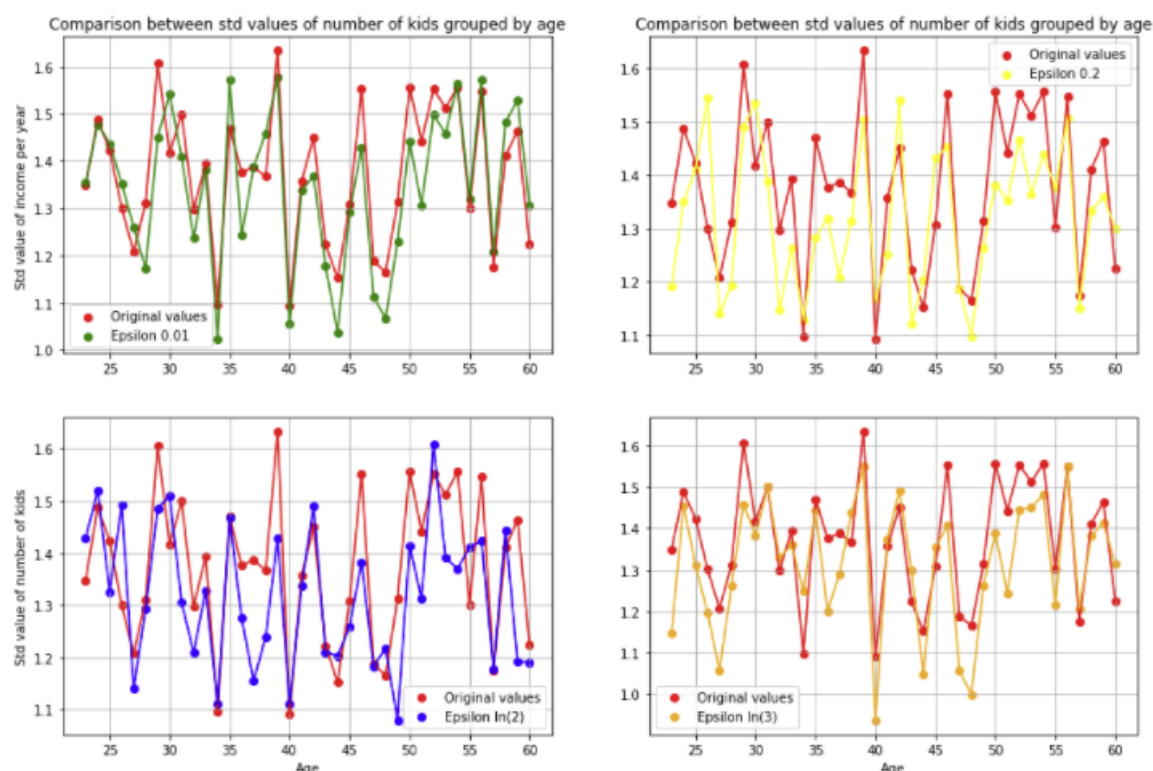 Comparison between std values of number of kids grouped by age
Std value of income per year
1.6
1.5
1.4
1.3
1.2
1.1
1.0
Original values
Epsilon 0.01
25 30 35 40 45 50 55 60
Comparison between std values of number of kids grouped by age
1.6
1.5
1.4
1.3
1.2
1.1
Original values
Epsilon 0.2
25 30 35 40 45 50 55 60
Std value of number of kids
1.6
1.5
1.4
1.3
1.2
1.1
Original values
Epsilon ln(2)
25 30 35 40 45 50 55 60
Age
1.6
1.5
1.4
1.3
1.2
1.1
1.0
Original values
Epsilon ln(3)
25 30 35 40 45 50 55 60
Age